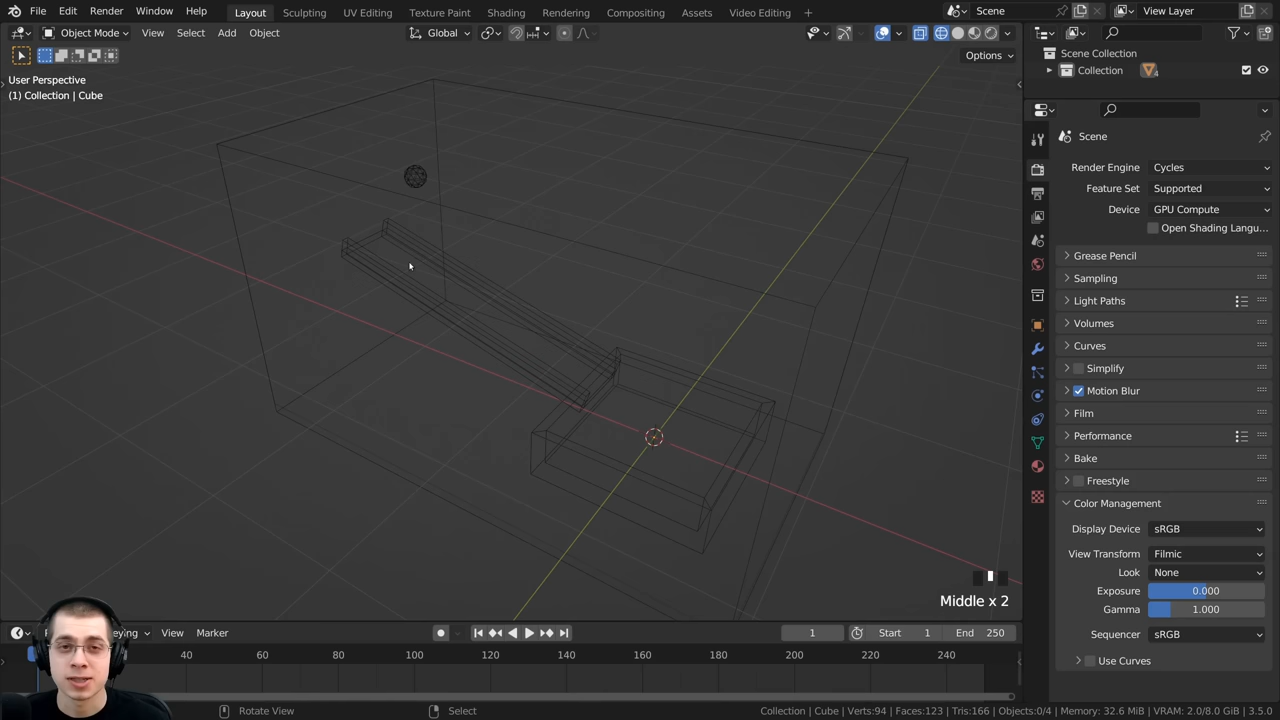 File Edit Render Window Help Layout Sculpting UV Editing Texture Paint Shading Rendering Compositing Assets Video Editing + Scene View Layer
Object Mode View Select Add Object Global
Options
User Perspective
(1) Collection | Cube
Scene Collection
Collection 4
Scene
Render Engine Cycles
Feature Set Supported
Device GPU Compute
Open Shading Langu...
Grease Pencil
Sampling
Light Paths
Volumes
Curves
Simplify
Motion Blur
Film
Performance
Bake
Freestyle
Color Management
Display Device sRGB
View Transform Filmic
Look None
Exposure 0.000
Gamma 1.000
Sequencer sRGB
Use Curves
Middle x 2
eying View Marker 1 Start 1 End 250
40 60 80 100 120 140 160 180 200 220 240
Rotate View Select Collection | Cube | Verts:94 | Faces:123 | Tris:166 | Objects:0/4 | Memory: 32.6 MiB | VRAM: 2.0/8.0 GiB | 3.5.0